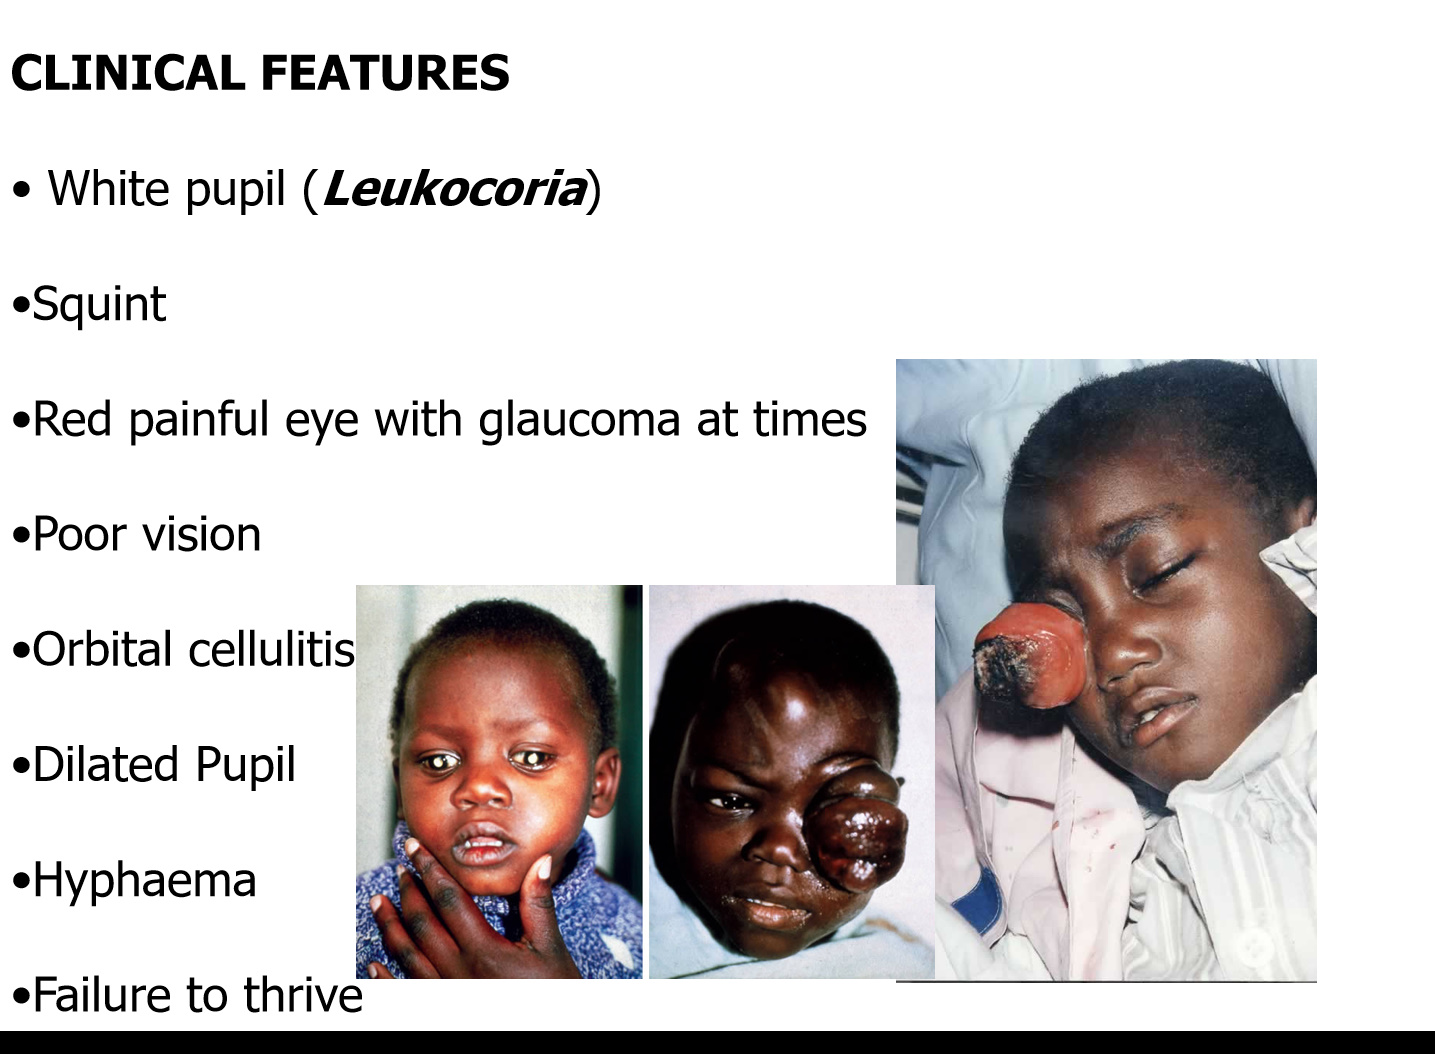 CLINICAL FEATURES
• White pupil (Leukocoria)
•Squint
•Red painful eye with glaucoma at times
•Poor vision
•Orbital cellulitis
•Dilated Pupil
•Hyphaema
•Failure to thrive